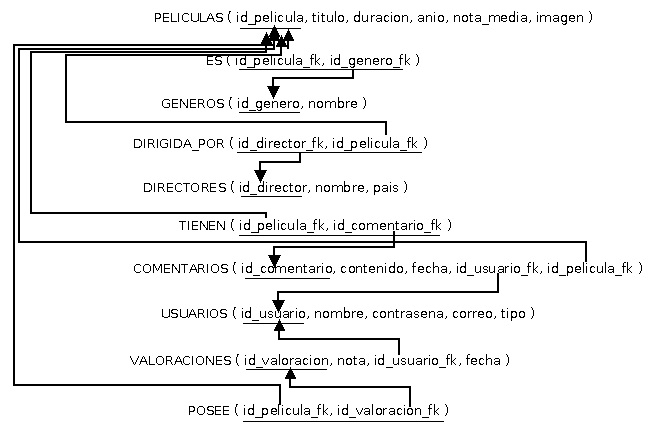 PELICULAS ( id_pelicula, titulo, duracion, anio, nota_media, imagen )
ES ( id_pelicula_fk, id_genero_fk )
GENEROS ( id_genero, nombre )
DIRIGIDA_POR ( id_director_fk, id_pelicula_fk )
DIRECTORES ( id_director, nombre, pais )
TIENEN ( id_pelicula_fk, id_comentario_fk )
COMENTARIOS ( id_comentario, contenido, fecha, id_usuario_fk, id_pelicula_fk )
USUARIOS ( id_usuario, nombre, contrasena, correo, tipo )
VALORACIONES ( id_valoracion, nota, id_usuario_fk, fecha )
POSEE ( id_pelicula_fk, id_valoración_fk )